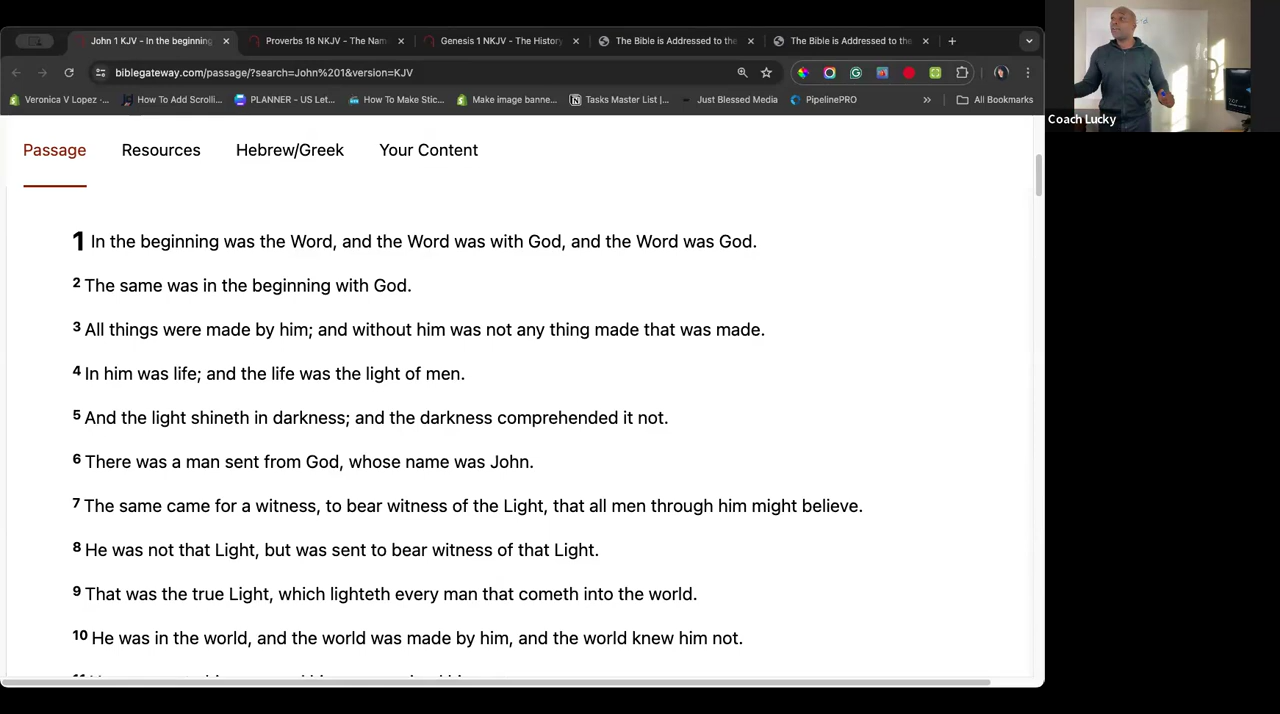 John 1 KJV - In the beginning
Proverbs 18 NKJV - The Nam
Genesis 1 NKJV - The History
The Bible is Addressed to the
The Bible is Addressed to the
biblegateway.com/passage/?search=John%201&version=KJV
Veronica V Lopez -...
How To Add Scrolli...
PLANNER - US Let...
How To Make Stic...
Make image banne...
Tasks Master List |...
Just Blessed Media
PipelinePRO
All Bookmarks
Coach Lucky
Passage
Resources
Hebrew/Greek
Your Content
1 In the beginning was the Word, and the Word was with God, and the Word was God.
2 The same was in the beginning with God.
3 All things were made by him; and without him was not any thing made that was made.
4 In him was life; and the life was the light of men.
5 And the light shineth in darkness; and the darkness comprehended it not.
6 There was a man sent from God, whose name was John.
7 The same came for a witness, to bear witness of the Light, that all men through him might believe.
8 He was not that Light, but was sent to bear witness of that Light.
9 That was the true Light, which lighteth every man that cometh into the world.
10 He was in the world, and the world was made by him, and the world knew him not.